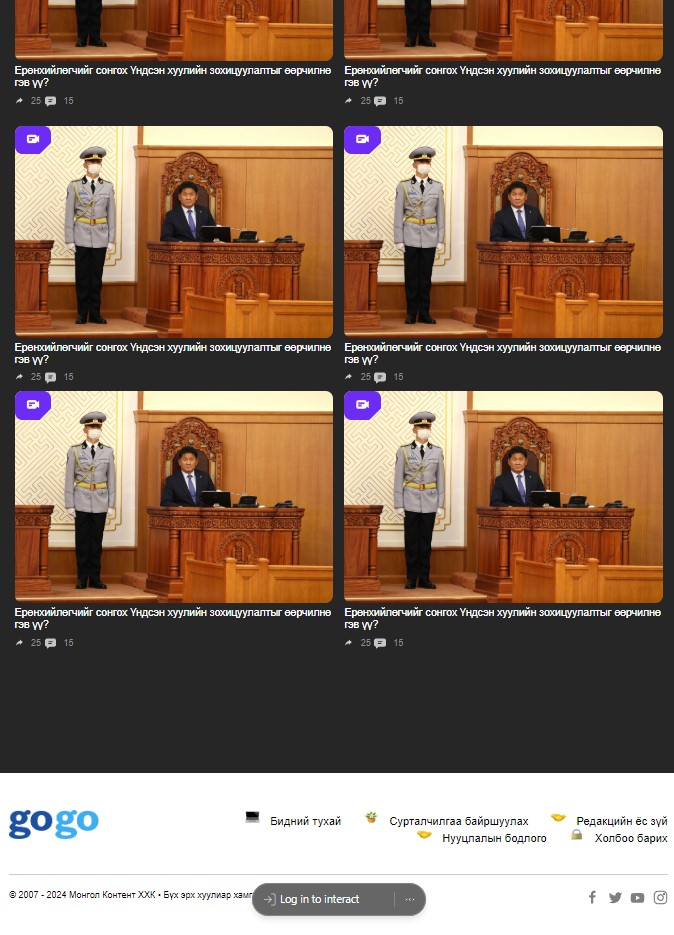 Ерөнхийлөгчийг сонгох Үндсэн хуулийн зохицуулалтыг өөрчилнө
гэв үү?
25 15
Ерөнхийлөгчийг сонгох Үндсэн хуулийн зохицуулалтыг өөрчилнө
гэв үү?
25 15
Ерөнхийлөгчийг сонгох Үндсэн хуулийн зохицуулалтыг өөрчилнө
гэв үү?
25 15
Ерөнхийлөгчийг сонгох Үндсэн хуулийн зохицуулалтыг өөрчилнө
гэв үү?
25 15
Ерөнхийлөгчийг сонгох Үндсэн хуулийн зохицуулалтыг өөрчилнө
гэв үү?
25 15
Ерөнхийлөгчийг сонгох Үндсэн хуулийн зохицуулалтыг өөрчилнө
гэв үү?
25 15
gogo
Бидний тухай Сурталчилгаа байршуулах Редакцийн ёс зүй
Нууцлалын бодлого Холбоо барих
© 2007 - 2024 Монгол Контент ХХК • Бүх эрх хуулиар хамг
Log in to interact ...